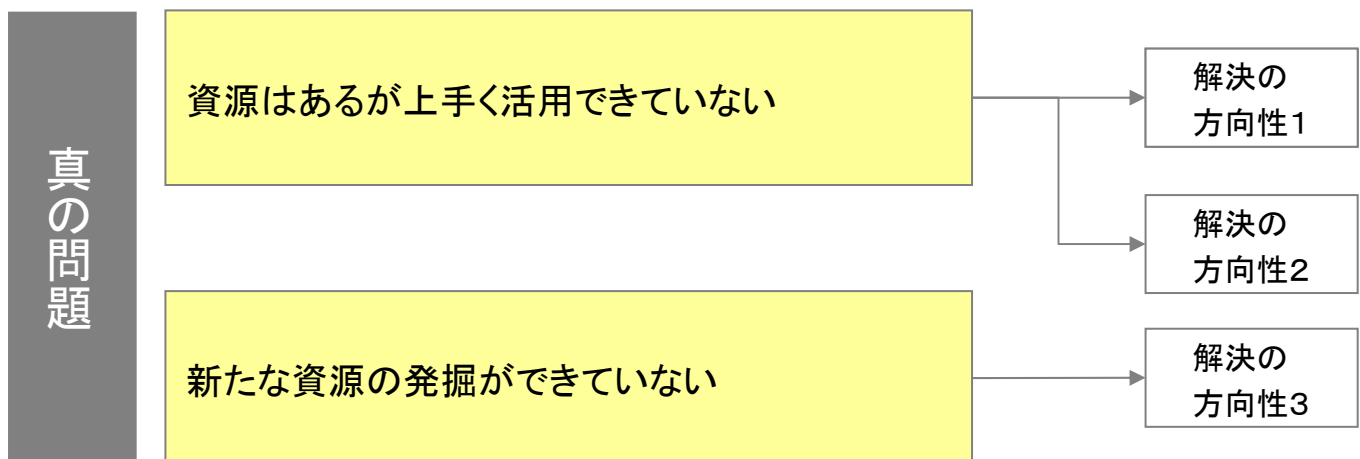 真の問題
資源はあるが上手く活用できていない
解決の
方向性1
解決の
方向性2
新たな資源の発掘ができていない
解決の
方向性3